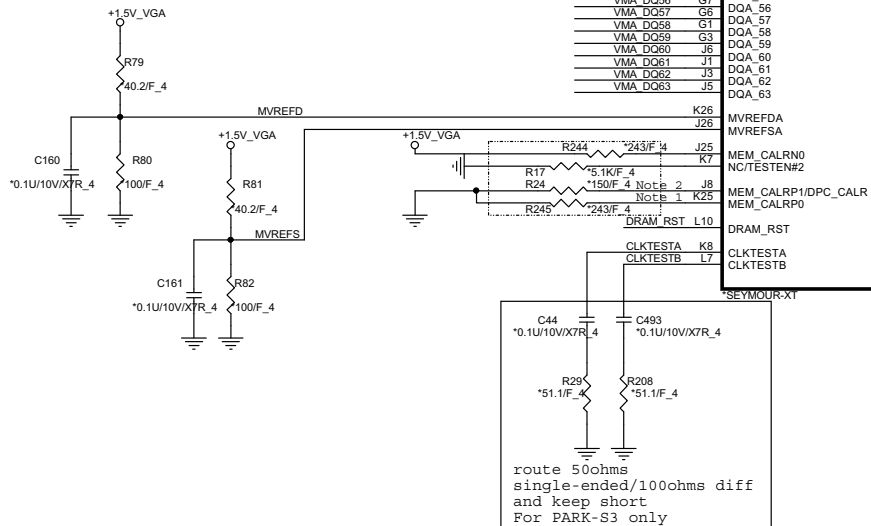 VMA_DQ56 G7 DQA_56
VMA_DQ57 G6 DQA_57
VMA_DQ58 G1 DQA_58
VMA_DQ59 G3 DQA_59
VMA_DQ60 J6 DQA_60
VMA_DQ61 J1 DQA_61
VMA_DQ62 J3 DQA_62
VMA_DQ63 J5 DQA_63
+1.5V_VGA
R79
*40.2/F_4
MVREFD K26 MVREFDA
J26 MVREFSA
C160
*0.1U/10V/X7R_4
R80
*100/F_4
+1.5V_VGA
R81
*40.2/F_4
MVREFS
C161
*0.1U/10V/X7R_4
R82
*100/F_4
+1.5V_VGA
R244 *243/F_4 J25 MEM_CALRN0
R17 *5.1K/F_4 K7 NC/TESTEN#2
R24 *150/F_4 Note 2 J8 MEM_CALRP1/DPC_CALR
R245 *243/F_4 Note 1 K25 MEM_CALRP0
DRAM_RST L10 DRAM_RST
CLKTESTA K8 CLKTESTA
CLKTESTB L7 CLKTESTB
*SEYMOUR-XT
C44
*0.1U/10V/X7R_4
C493
*0.1U/10V/X7R_4
R29
*51.1/F_4
R208
*51.1/F_4
route 50ohms
single-ended/100ohms diff
and keep short
For PARK-S3 only